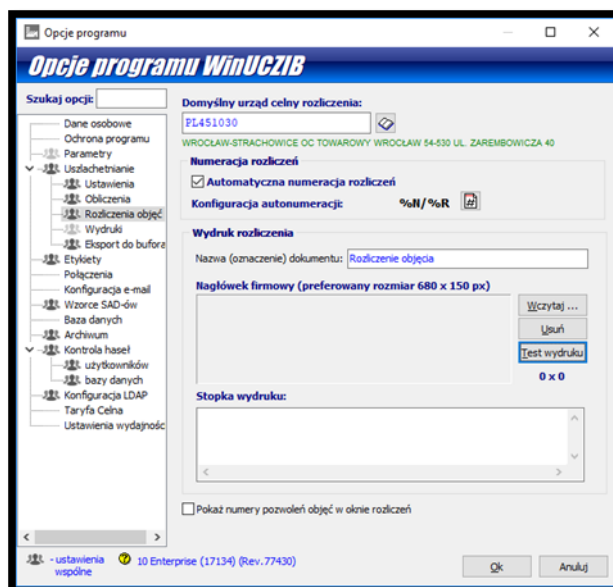 Opcje programu
Opcje programu WinUCZIB
Szukaj opcji:
Dane osobowe
Ochrona programu
Parametry
Uszlachetnianie
Ustawienia
Obliczenia
Rozliczenia objęć
Wydruki
Eksport do bufora
Etykiety
Połączenia
Konfiguracja e-mail
Wzorce SAD-ów
Baza danych
Archiwum
Kontrola haseł
użytkowników
bazy danych
Konfiguracja LDAP
Taryfa Celna
Ustawienia wydajnośc
- ustawienia
wspólne
10 Enterprise (17134) (Rev.77430)
Domyślny urząd celny rozliczenia:
PL451030
WROCŁAW-STRACHOWICE OC TOWAROWY WROCŁAW 54-530 UL. ZAREMBOWICZA 40
Numeracja rozliczeń
Automatyczna numeracja rozliczeń
Konfiguracja autonumeracji: %N/%R #
Wydruk rozliczenia
Nazwa (oznaczenie) dokumentu: Rozliczenie objęcia
Nagłówek firmowy (preferowany rozmiar 680 x 150 px)
Wczytaj ...
Usuń
Test wydruku
0 x 0
Stopka wydruku:
Pokaż numery pozwoleń objęć w oknie rozliczeń
Ok Anuluj